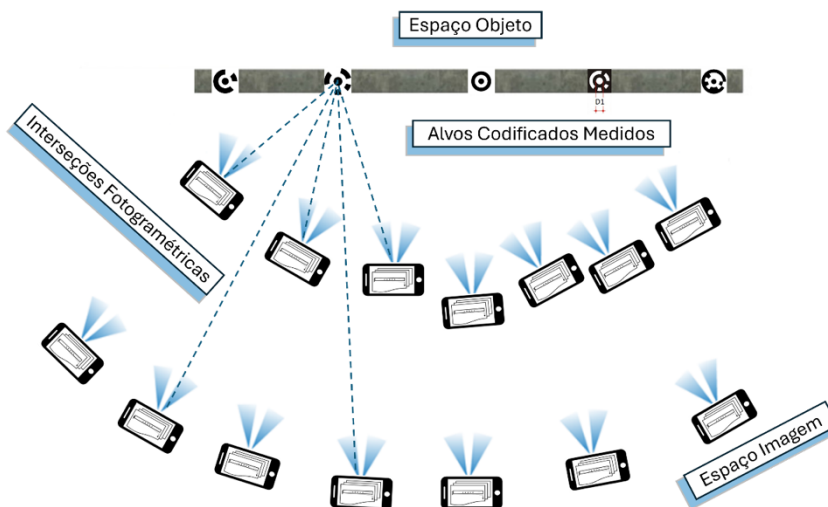 Espaço Objeto
D1
Alvos Codificados Medidos
Interseções Fotogramétricas
Espaço Imagem